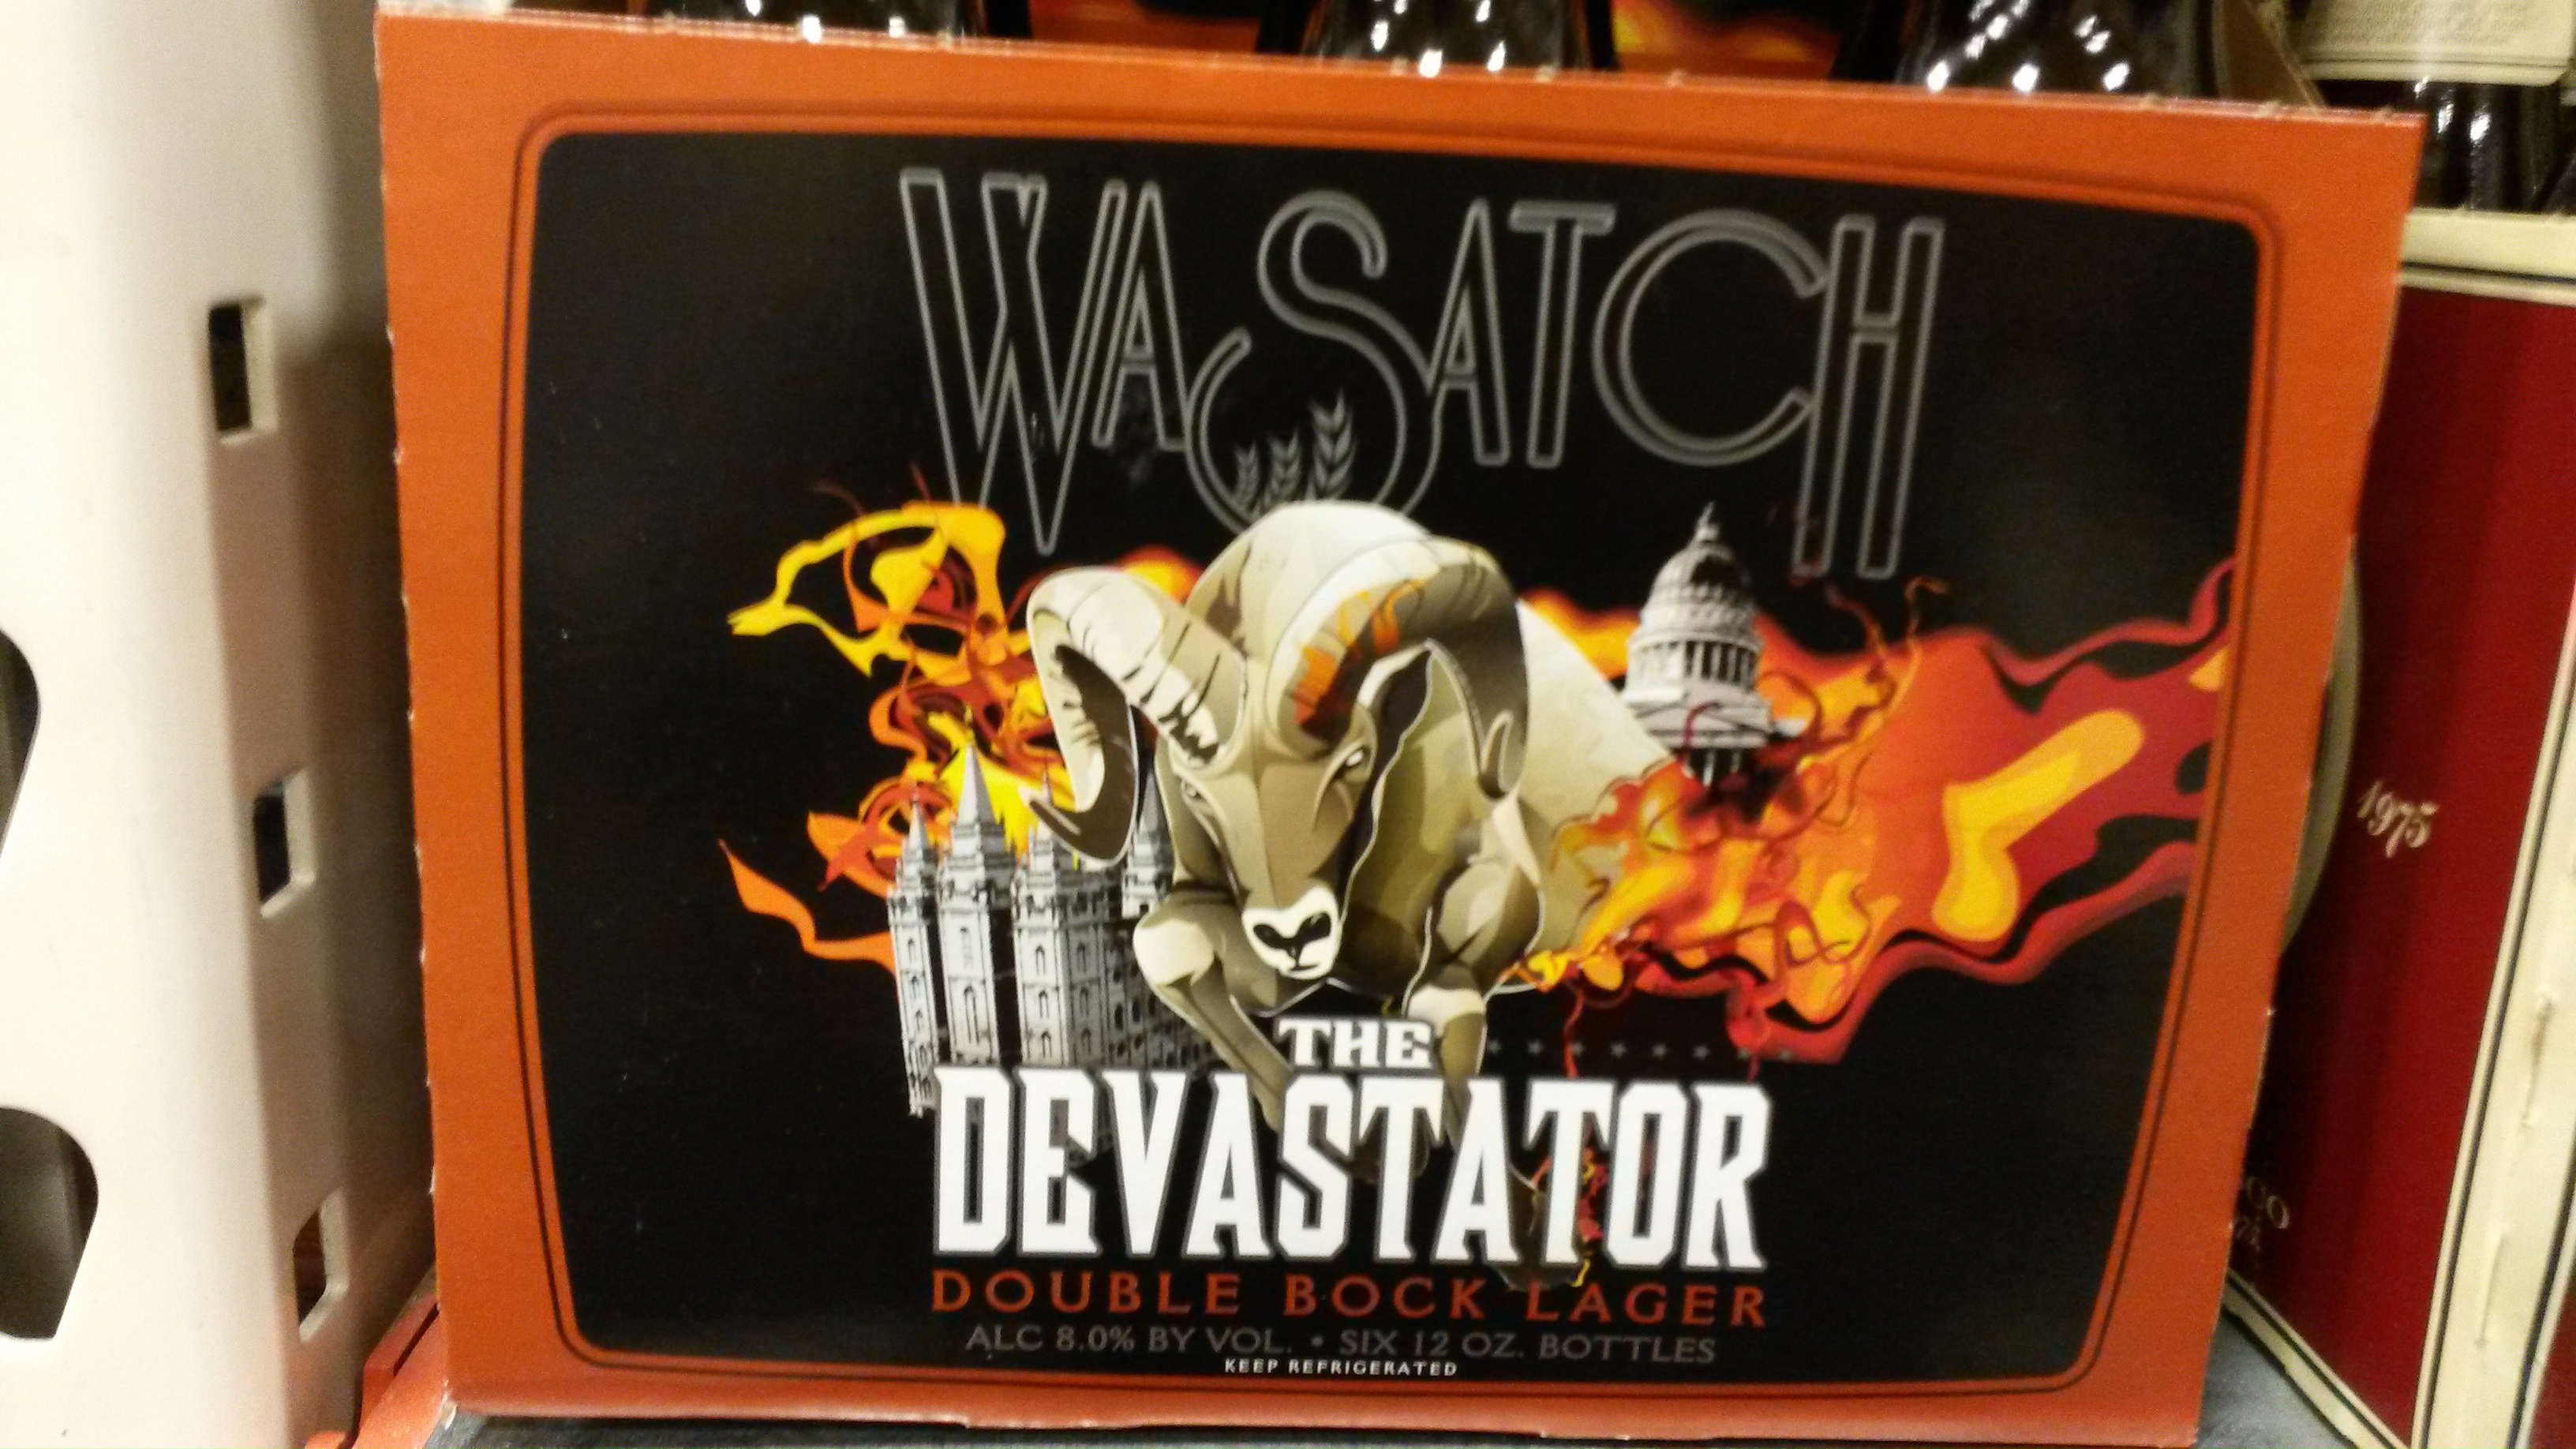 WASATCH
THE
DEVASTATOR
DOUBLE BOCK LAGER
ALC 8.0% BY VOL. • SIX 12 OZ. BOTTLES
KEEP REFRIGERATED
1975